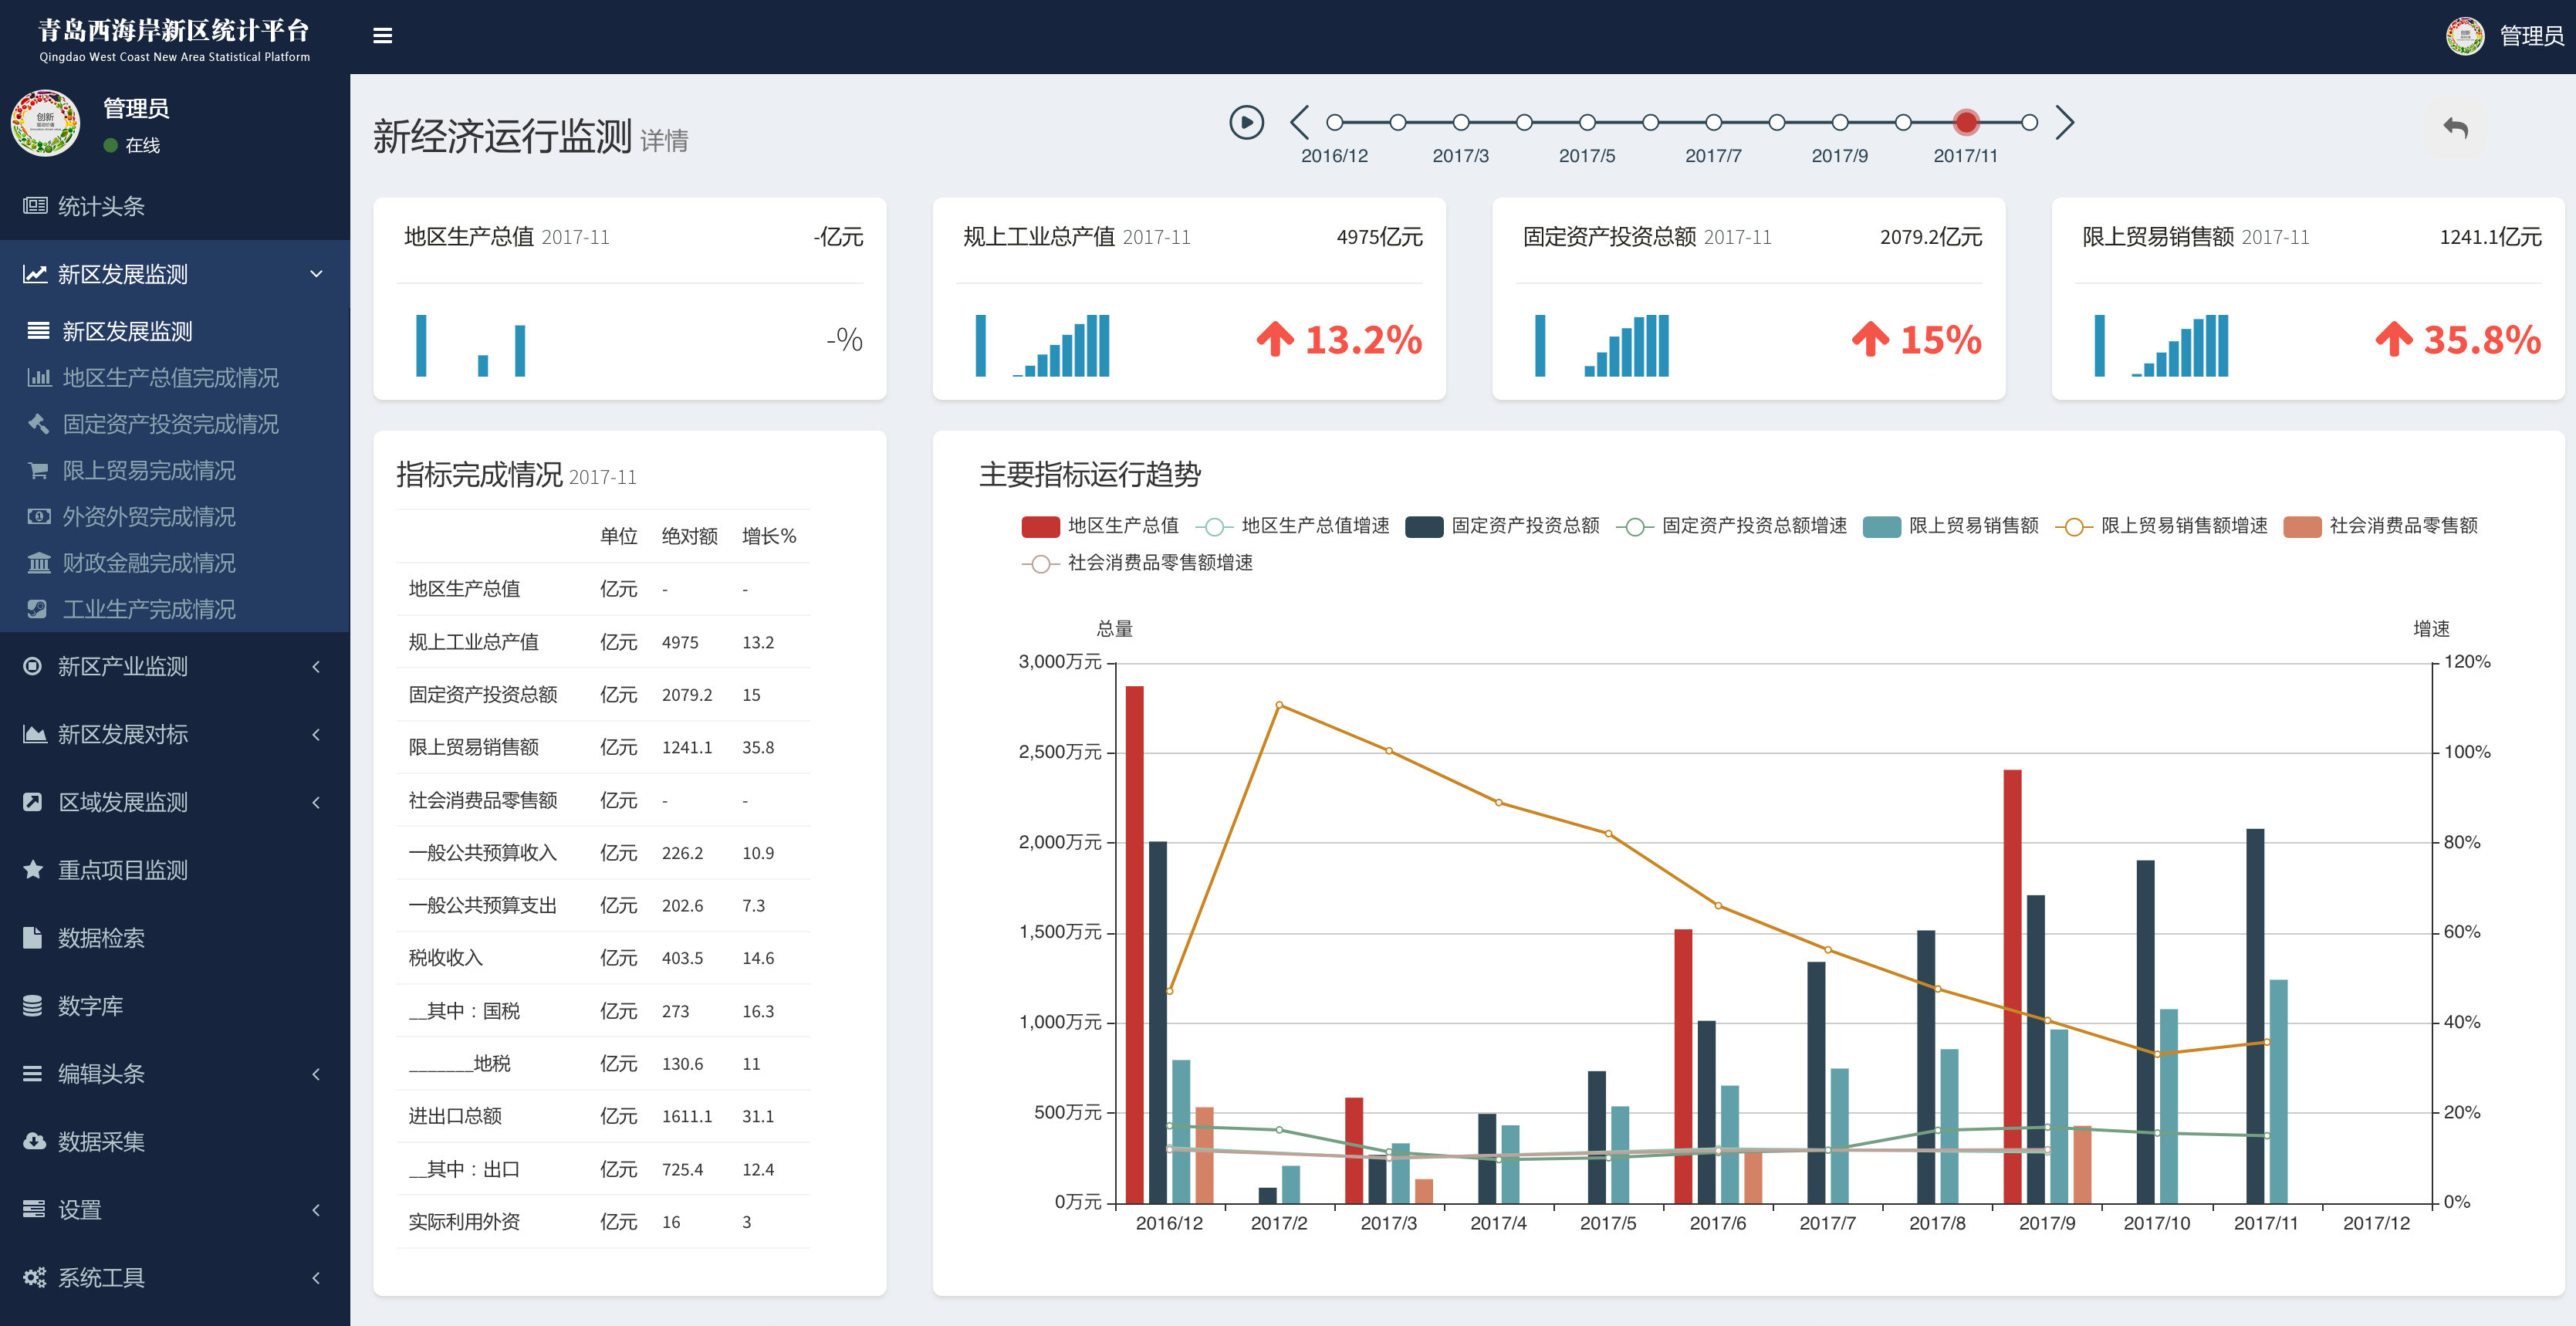 青岛西海岸新区统计平台
Qingdao West Coast New Area Statistical Platform
管理员
管理员
在线
统计头条
新区发展监测
新区发展监测
地区生产总值完成情况
固定资产投资完成情况
限上贸易完成情况
外资外贸完成情况
财政金融完成情况
工业生产完成情况
新区产业监测
新区发展对标
区域发展监测
重点项目监测
数据检索
数字库
编辑头条
数据采集
设置
系统工具
新经济运行监测 详情
2016/12 2017/3 2017/5 2017/7 2017/9 2017/11
地区生产总值 2017-11 -亿元
-%
规上工业总产值 2017-11 4975亿元
13.2%
固定资产投资总额 2017-11 2079.2亿元
15%
限上贸易销售额 2017-11 1241.1亿元
35.8%
指标完成情况 2017-11
单位 绝对额 增长%
地区生产总值 亿元 - -
规上工业总产值 亿元 4975 13.2
固定资产投资总额 亿元 2079.2 15
限上贸易销售额 亿元 1241.1 35.8
社会消费品零售额 亿元 - -
一般公共预算收入 亿元 226.2 10.9
一般公共预算支出 亿元 202.6 7.3
税收收入 亿元 403.5 14.6
__其中：国税 亿元 273 16.3
_______地税 亿元 130.6 11
进出口总额 亿元 1611.1 31.1
__其中：出口 亿元 725.4 12.4
实际利用外资 亿元 16 3
主要指标运行趋势
地区生产总值 地区生产总值增速 固定资产投资总额 固定资产投资总额增速 限上贸易销售额 限上贸易销售额增速 社会消费品零售额
社会消费品零售额增速
总量 增速
3,000万元 120%
2,500万元 100%
2,000万元 80%
1,500万元 60%
1,000万元 40%
500万元 20%
0万元 0%
2016/12 2017/2 2017/3 2017/4 2017/5 2017/6 2017/7 2017/8 2017/9 2017/10 2017/11 2017/12